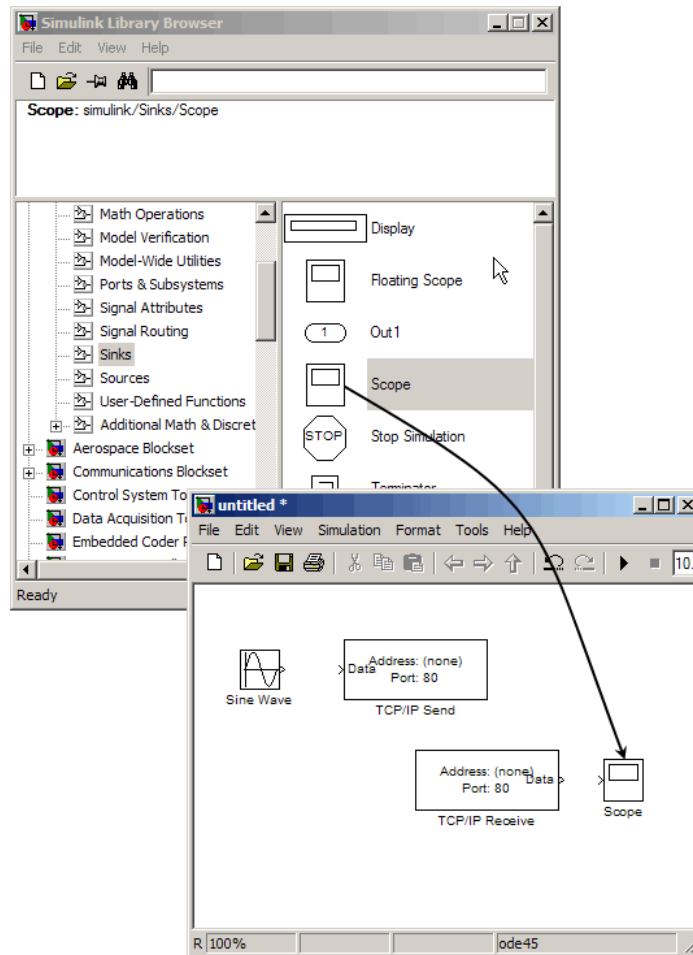 Simulink Library Browser
File Edit View Help
Scope: simulink/Sinks/Scope
Math Operations
Model Verification
Model-Wide Utilities
Ports & Subsystems
Signal Attributes
Signal Routing
Sinks
Sources
User-Defined Functions
Additional Math & Discret
Aerospace Blockset
Communications Blockset
Control System To
Data Acquisition T
Embedded Coder
Ready
Display
Floating Scope
1 Out1
Scope
STOP Stop Simulation
Terminator
untitled *
File Edit View Simulation Format Tools Help
10.
Sine Wave
Data
Address: (none)
Port: 80
TCP/IP Send
Address: (none)
Port: 80
Data
TCP/IP Receive
Scope
R 100% ode45